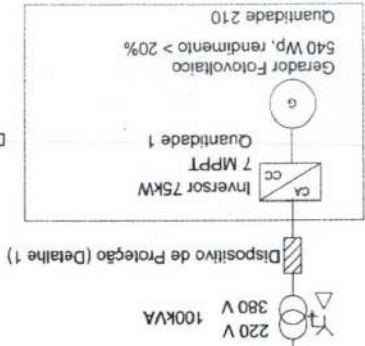 220 V
380 V
100kVA
Dispositivo de Proteção (Detalhe 1)
CA
CC
Inversor 75kW
7 MPPT
Quantidade 1
G
Gerador Fotovoltaico
540 Wp, rendimento > 20%
Quantidade 210